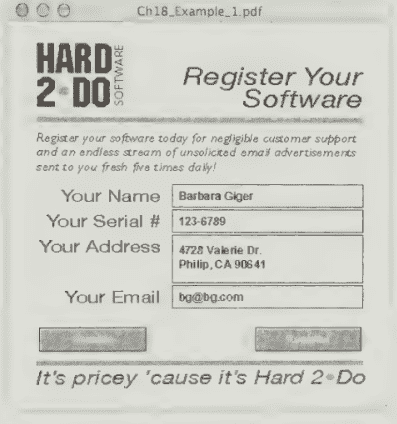 Ch18_Example_1.pdf
HARD
2•DO
SOFTWARE
Register Your
Software
Register your software today for negligible customer support
and an endless stream of unsolicited email advertisements
sent to you fresh five times daily!
Your Name Barbara Giger
Your Serial # 123-6789
Your Address 4728 Valerie Dr.
Philip, CA 90641
Your Email bg@bg.com
It's pricey 'cause it's Hard 2•Do